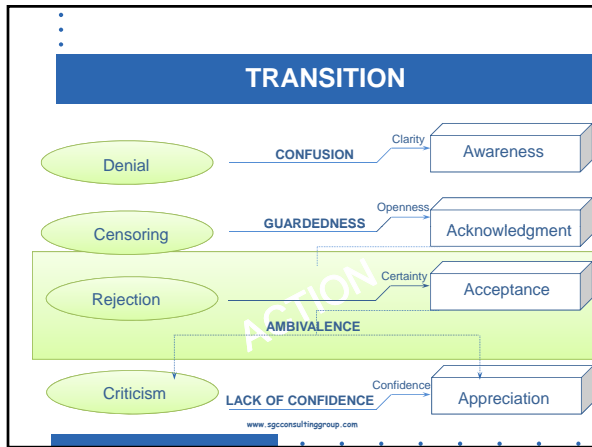 TRANSITION
Denial
CONFUSION
Clarity
Awareness
Censoring
GUARDEDNESS
Openness
Acknowledgment
Rejection
ACTION
Certainty
Acceptance
AMBIVALENCE
Criticism
LACK OF CONFIDENCE
Confidence
Appreciation
www.sgcconsultinggroup.com